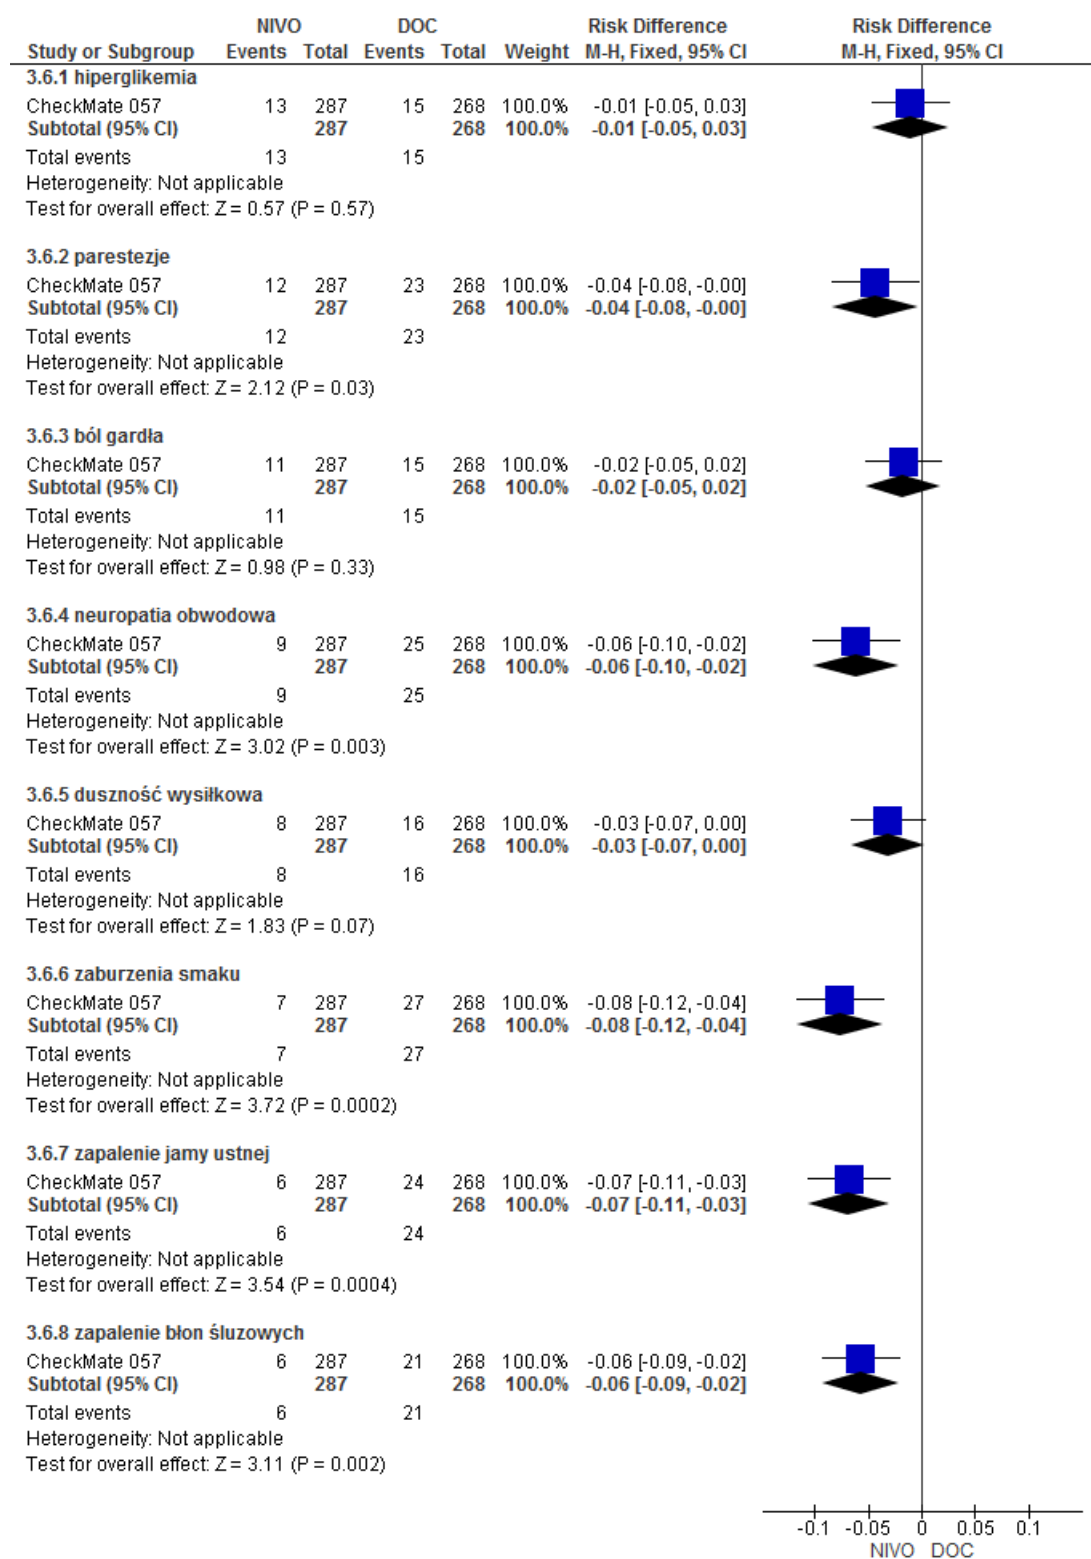 NIVO DOC Risk Difference Risk Difference
Study or Subgroup Events Total Events Total Weight M-H, Fixed, 95% CI M-H, Fixed, 95% CI
3.6.1 hiperglikemia
CheckMate 057 13 287 15 268 100.0% -0.01 [-0.05, 0.03]
Subtotal (95% CI) 287 268 100.0% -0.01 [-0.05, 0.03]
Total events 13 15
Heterogeneity: Not applicable
Test for overall effect: Z = 0.57 (P = 0.57)
3.6.2 parestezje
CheckMate 057 12 287 23 268 100.0% -0.04 [-0.08, -0.00]
Subtotal (95% CI) 287 268 100.0% -0.04 [-0.08, -0.00]
Total events 12 23
Heterogeneity: Not applicable
Test for overall effect: Z = 2.12 (P = 0.03)
3.6.3 ból gardła
CheckMate 057 11 287 15 268 100.0% -0.02 [-0.05, 0.02]
Subtotal (95% CI) 287 268 100.0% -0.02 [-0.05, 0.02]
Total events 11 15
Heterogeneity: Not applicable
Test for overall effect: Z = 0.98 (P = 0.33)
3.6.4 neuropatia obwodowa
CheckMate 057 9 287 25 268 100.0% -0.06 [-0.10, -0.02]
Subtotal (95% CI) 287 268 100.0% -0.06 [-0.10, -0.02]
Total events 9 25
Heterogeneity: Not applicable
Test for overall effect: Z = 3.02 (P = 0.003)
3.6.5 duszność wysiłkowa
CheckMate 057 8 287 16 268 100.0% -0.03 [-0.07, 0.00]
Subtotal (95% CI) 287 268 100.0% -0.03 [-0.07, 0.00]
Total events 8 16
Heterogeneity: Not applicable
Test for overall effect: Z = 1.83 (P = 0.07)
3.6.6 zaburzenia smaku
CheckMate 057 7 287 27 268 100.0% -0.08 [-0.12, -0.04]
Subtotal (95% CI) 287 268 100.0% -0.08 [-0.12, -0.04]
Total events 7 27
Heterogeneity: Not applicable
Test for overall effect: Z = 3.72 (P = 0.0002)
3.6.7 zapalenie jamy ustnej
CheckMate 057 6 287 24 268 100.0% -0.07 [-0.11, -0.03]
Subtotal (95% CI) 287 268 100.0% -0.07 [-0.11, -0.03]
Total events 6 24
Heterogeneity: Not applicable
Test for overall effect: Z = 3.54 (P = 0.0004)
3.6.8 zapalenie błon śluzowych
CheckMate 057 6 287 21 268 100.0% -0.06 [-0.09, -0.02]
Subtotal (95% CI) 287 268 100.0% -0.06 [-0.09, -0.02]
Total events 6 21
Heterogeneity: Not applicable
Test for overall effect: Z = 3.11 (P = 0.002)
-0.1 -0.05 0 0.05 0.1
NIVO DOC